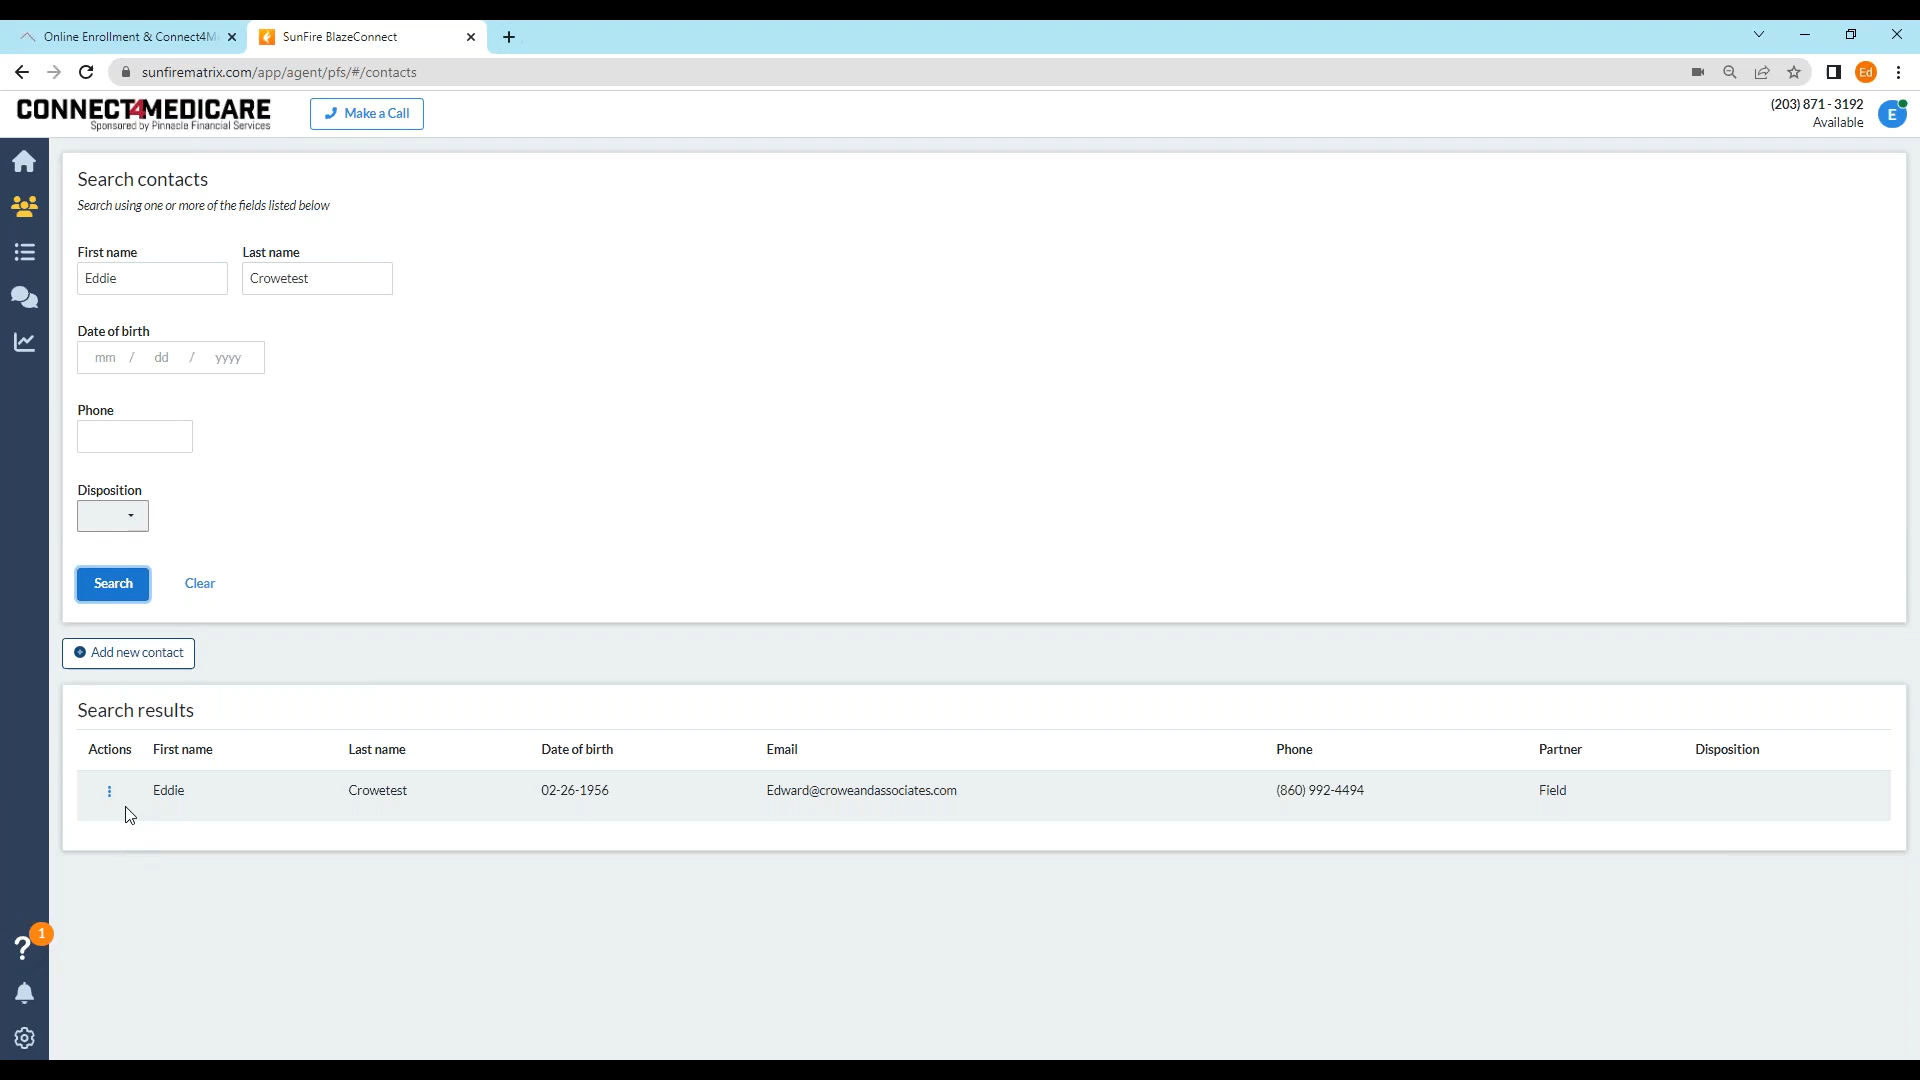 Online Enrollment & Connect4M
SunFire BlazeConnect
sunfirematrix.com/app/agent/pfs/#/contacts
Ed
CONNECT4MEDICARE
Sponsored by Pinnacle Financial Services
Make a Call
(203) 871 - 3192
Available
E
Search contacts
Search using one or more of the fields listed below
First name Last name
Eddie Crowetest
Date of birth
mm / dd / yyyy
Phone
Disposition
Search Clear
Add new contact
Search results
Actions First name Last name Date of birth Email Phone Partner Disposition
Eddie Crowetest 02-26-1956 Edward@croweandassociates.com (860) 992-4494 Field
1
?